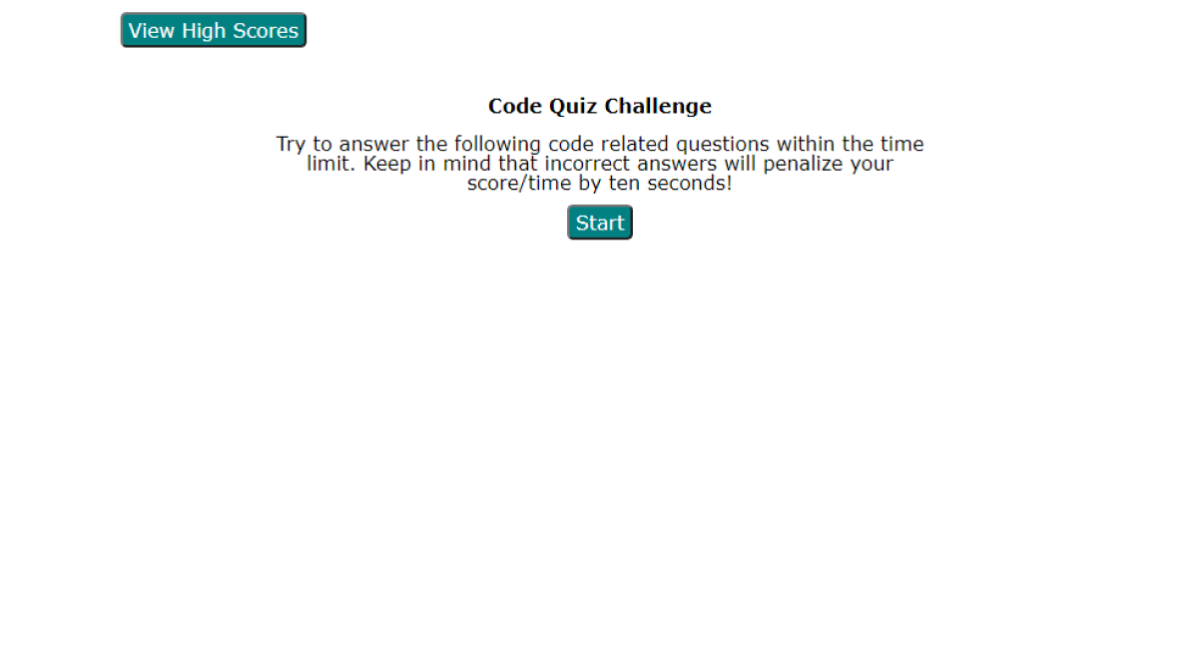 View High Scores
Code Quiz Challenge
Try to answer the following code related questions within the time
limit. Keep in mind that incorrect answers will penalize your
score/time by ten seconds!
Start